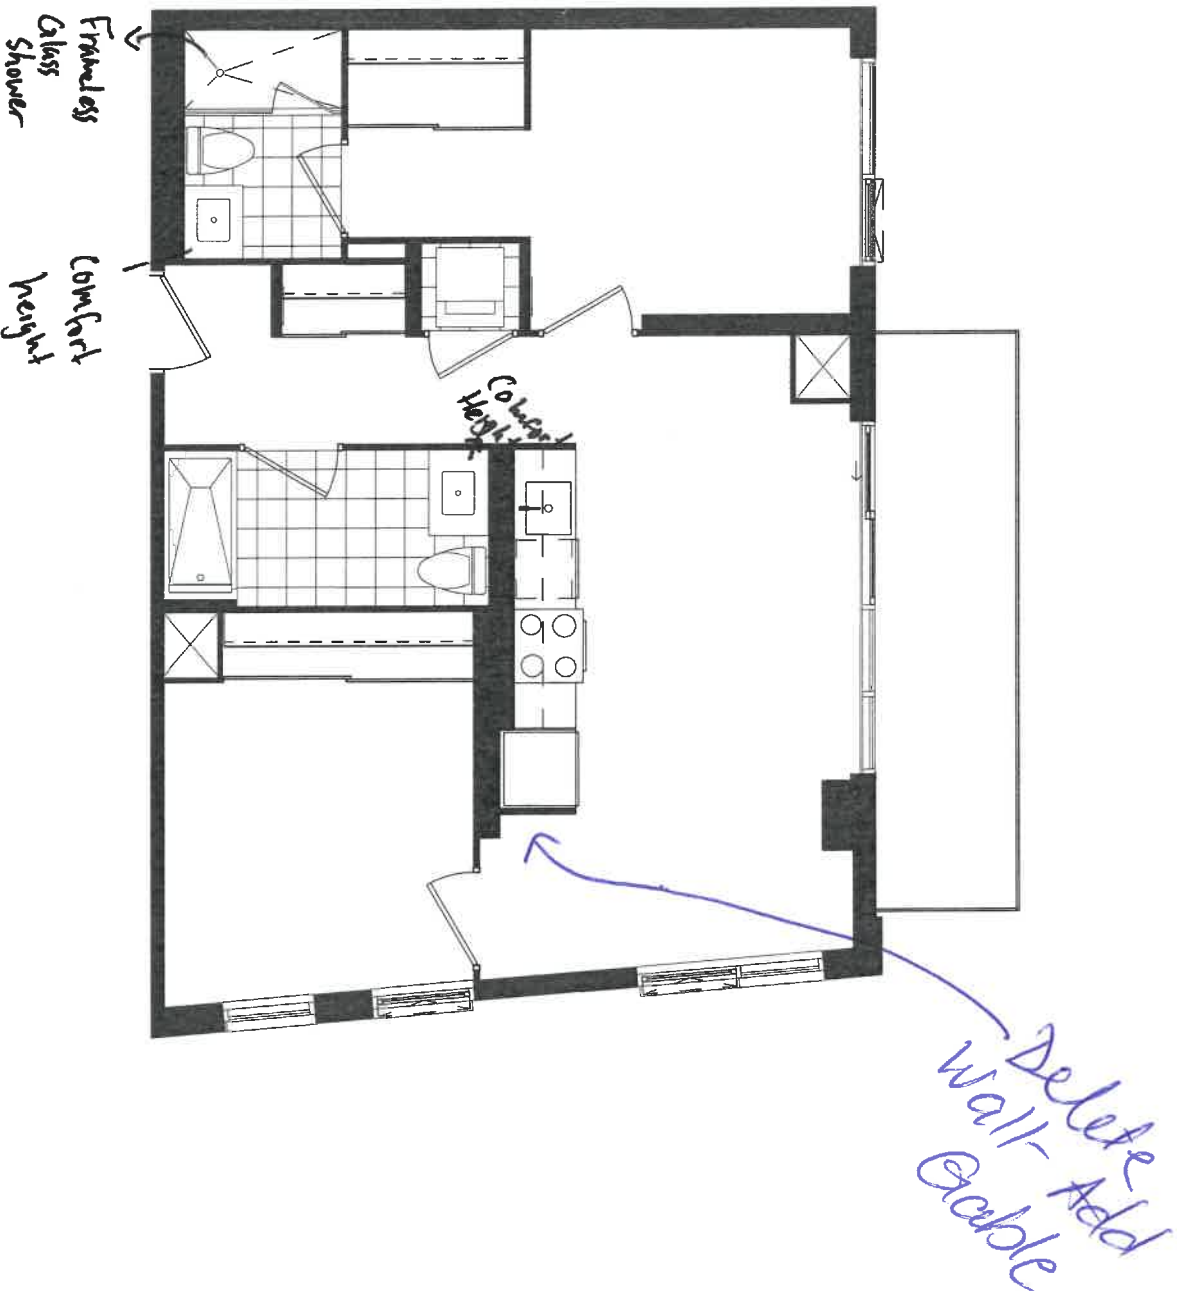 Frameless
Glass
Shower
Comfort
height
Comfort
Height
Delete
Wall- Add
Gable